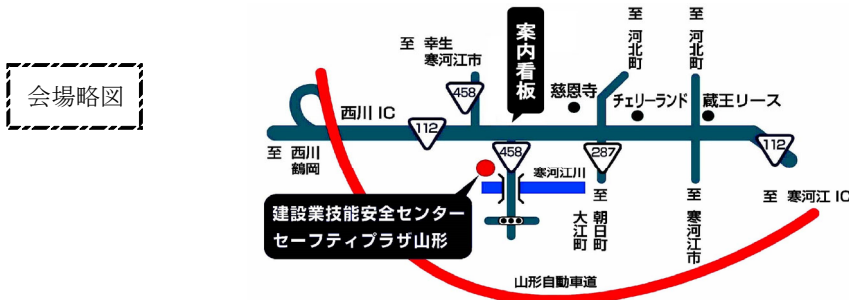 会場略図
至 幸生
寒河江市
458
案内看板
至 河北町
至 河北町
慈恩寺
チェリーランド
蔵王リース
西川 IC
112
458
287
112
至 西川
鶴岡
寒河江川
至 寒河江 IC
建設業技能安全センター
セーフティプラザ山形
至 朝日町
大江町
至 寒河江市
山形自動車道